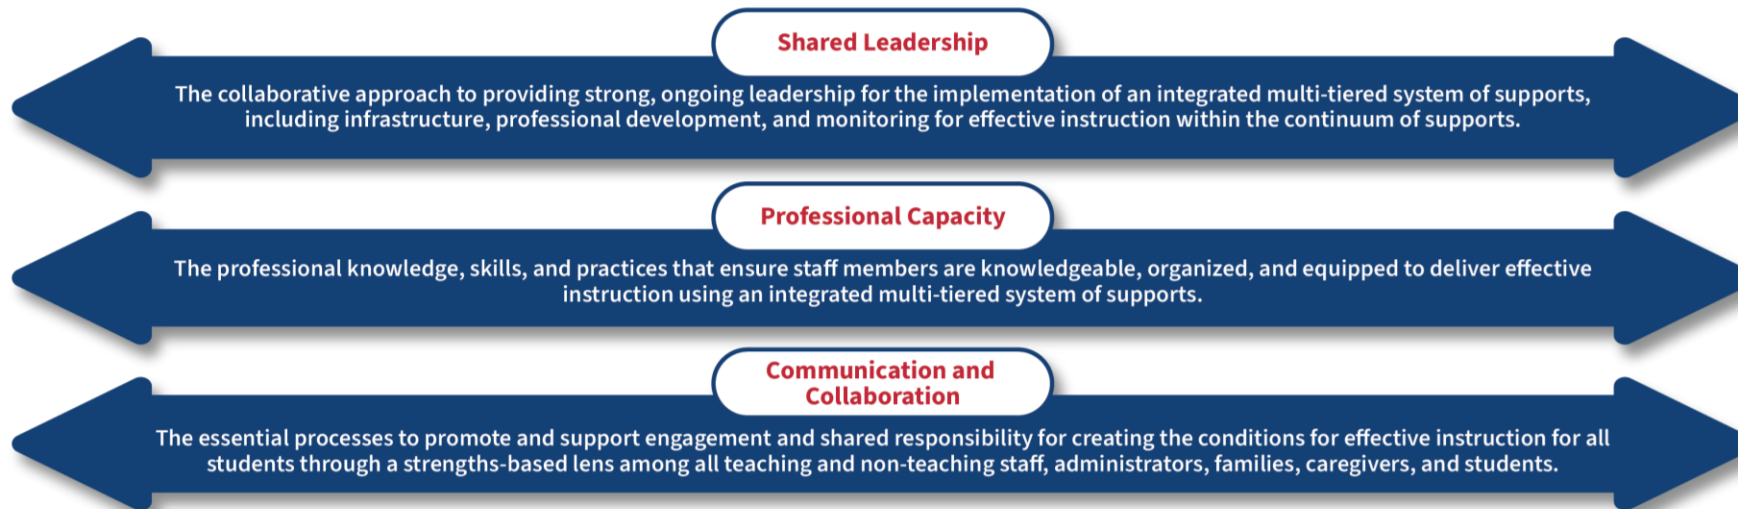 Shared Leadership
The collaborative approach to providing strong, ongoing leadership for the implementation of an integrated multi-tiered system of supports,
including infrastructure, professional development, and monitoring for effective instruction within the continuum of supports.
Professional Capacity
The professional knowledge, skills, and practices that ensure staff members are knowledgeable, organized, and equipped to deliver effective
instruction using an integrated multi-tiered system of supports.
Communication and
Collaboration
The essential processes to promote and support engagement and shared responsibility for creating the conditions for effective instruction for all
students through a strengths-based lens among all teaching and non-teaching staff, administrators, families, caregivers, and students.